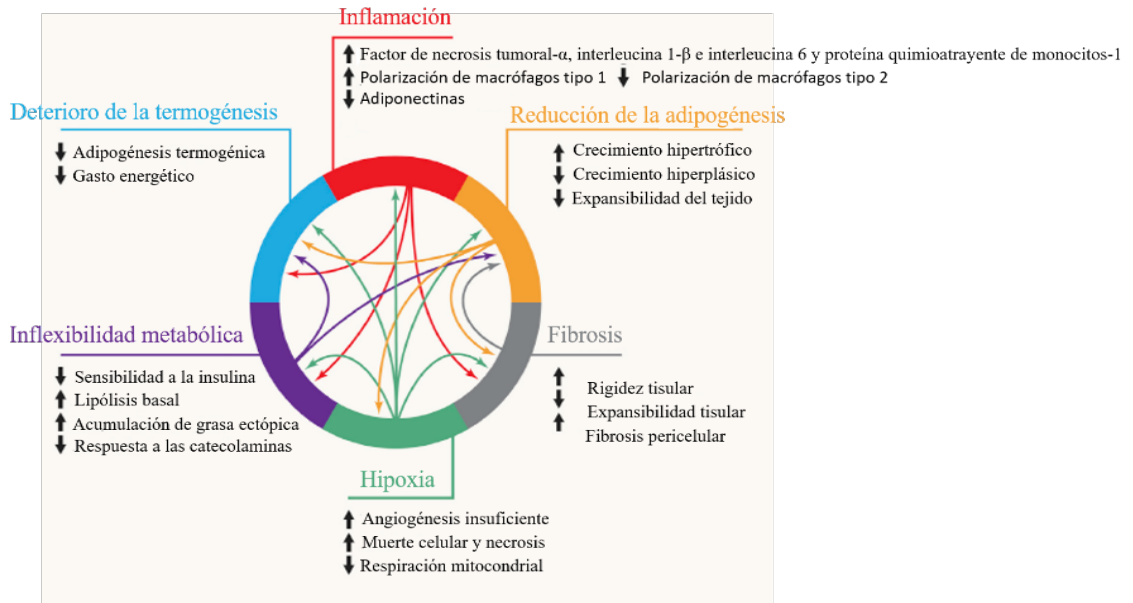 Inflamación
↑ Factor de necrosis tumoral-α, interleucina 1-β e interleucina 6 y proteína quimioatrayente de monocitos-1
↑ Polarización de macrófagos tipo 1 ↓ Polarización de macrófagos tipo 2
↓ Adiponectinas
Deterioro de la termogénesis
↓ Adipogénesis termogénica
↓ Gasto energético
Reducción de la adipogénesis
↑ Crecimiento hipertrófico
↓ Crecimiento hiperplásico
↓ Expansibilidad del tejido
Inflexibilidad metabólica
↓ Sensibilidad a la insulina
↑ Lipólisis basal
↑ Acumulación de grasa ectópica
↓ Respuesta a las catecolaminas
Fibrosis
↑ Rigidez tisular
↓ Expansibilidad tisular
↑ Fibrosis pericelular
Hipoxia
↑ Angiogénesis insuficiente
↑ Muerte celular y necrosis
↓ Respiración mitocondrial